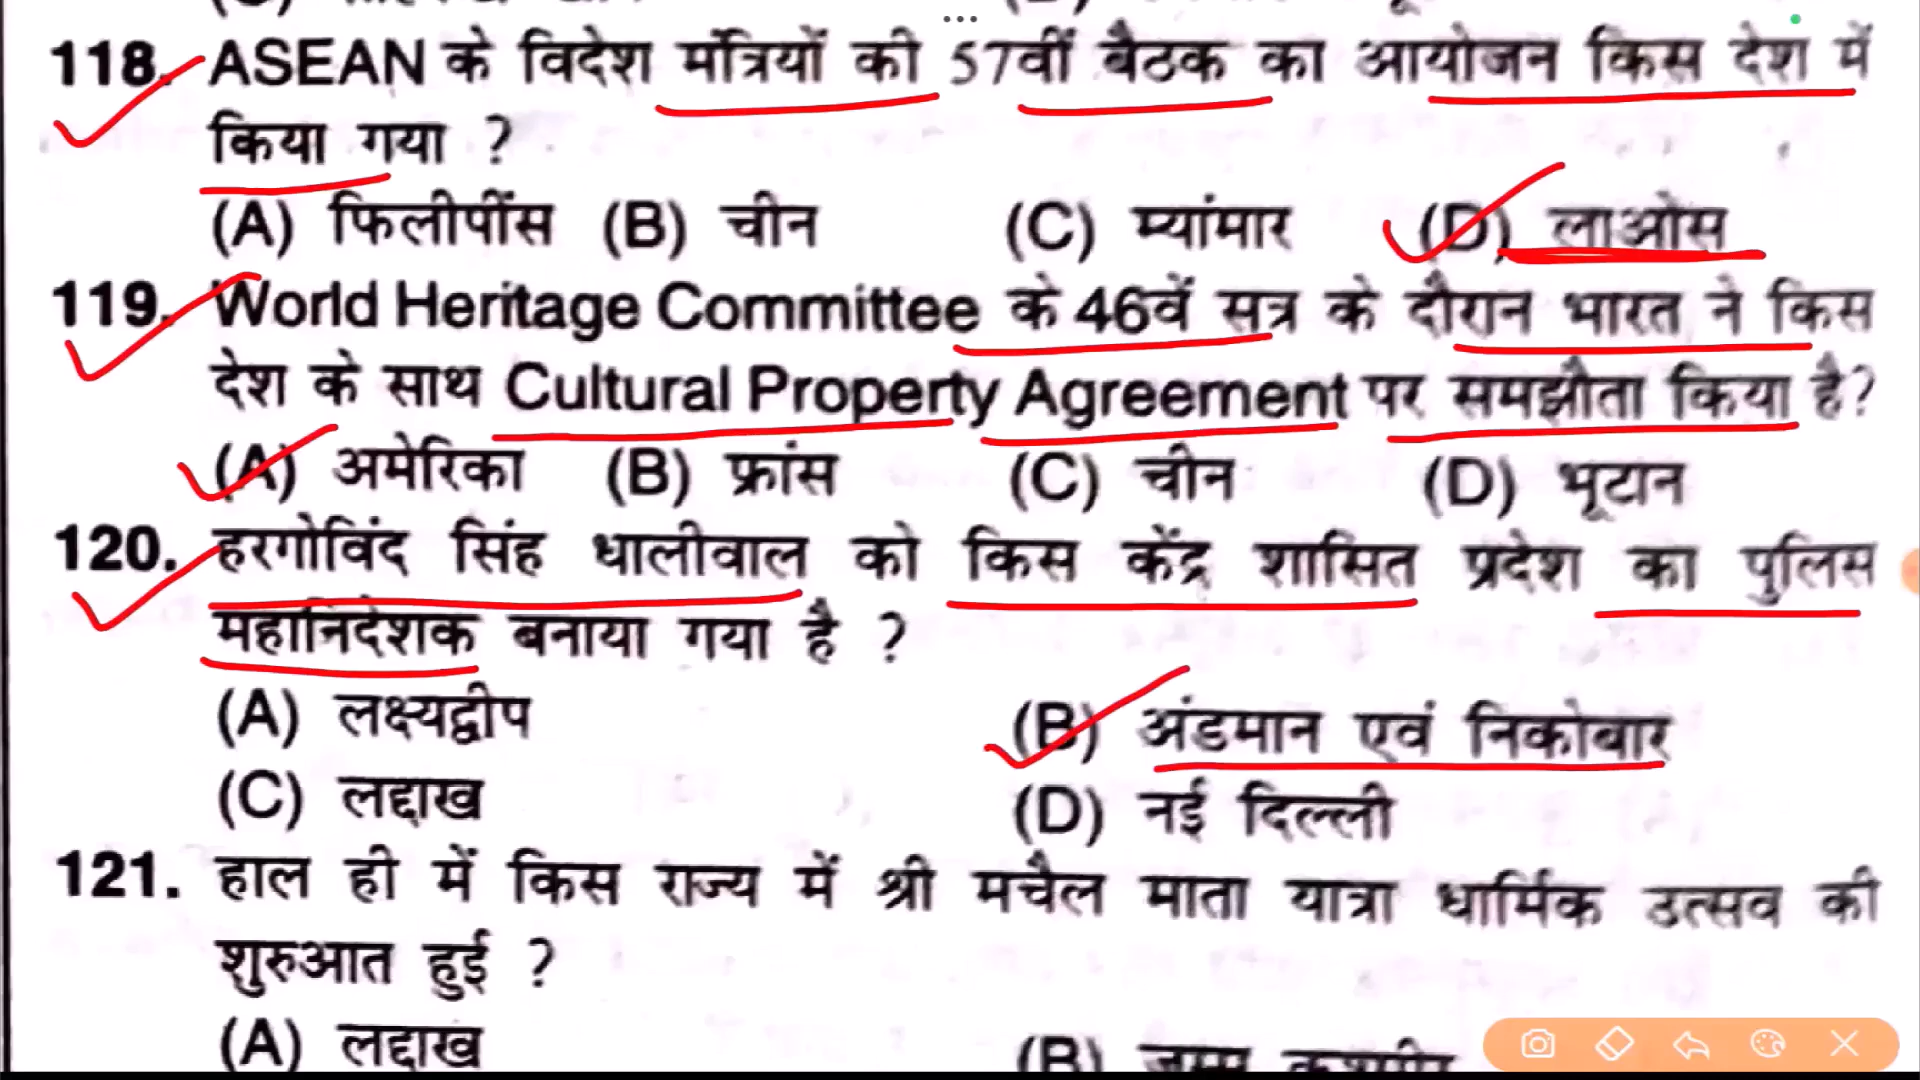 118. ASEAN के विदेश मंत्रियों की 57वीं बैठक का आयोजन किस देश में
किया गया ?
(A) फिलीपींस (B) चीन (C) म्यांमार (D) लाओस
119. World Heritage Committee के 46वें सत्र के दौरान भारत ने किस
देश के साथ Cultural Property Agreement पर समझौता किया है?
(A) अमेरिका (B) फ्रांस (C) चीन (D) भूटान
120. हरगोविंद सिंह धालीवाल को किस केंद्र शासित प्रदेश का पुलिस
महानिदेशक बनाया गया है ?
(A) लक्ष्यद्वीप (B) अंडमान एवं निकोबार
(C) लद्दाख (D) नई दिल्ली
121. हाल ही में किस राज्य में श्री मचैल माता यात्रा धार्मिक उत्सव की
शुरुआत हुई ?
(A) लद्दाख (B)